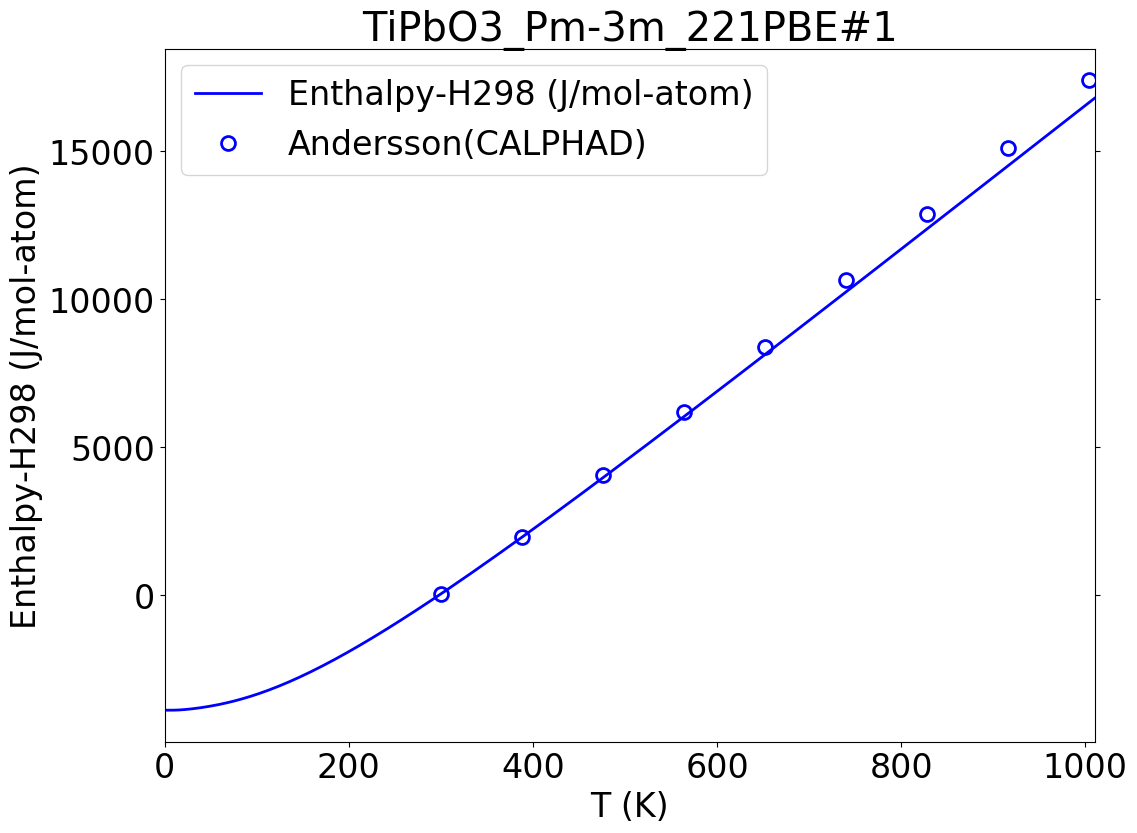 TiPbO3_Pm-3m_221PBE#1
Enthalpy-H298 (J/mol-atom)
Andersson(CALPHAD)
Enthalpy-H298 (J/mol-atom)
15000
10000
5000
0
0 200 400 600 800 1000
T (K)